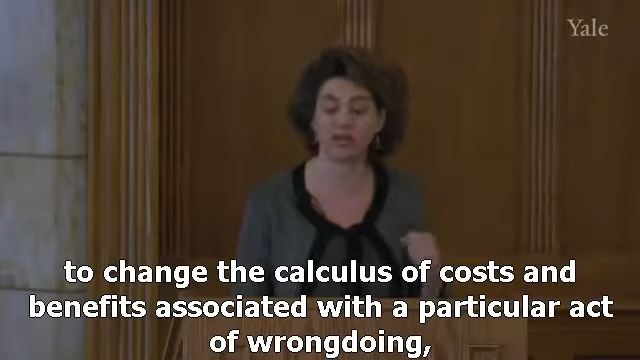 Yale
to change the calculus of costs and
benefits associated with a particular act
of wrongdoing,